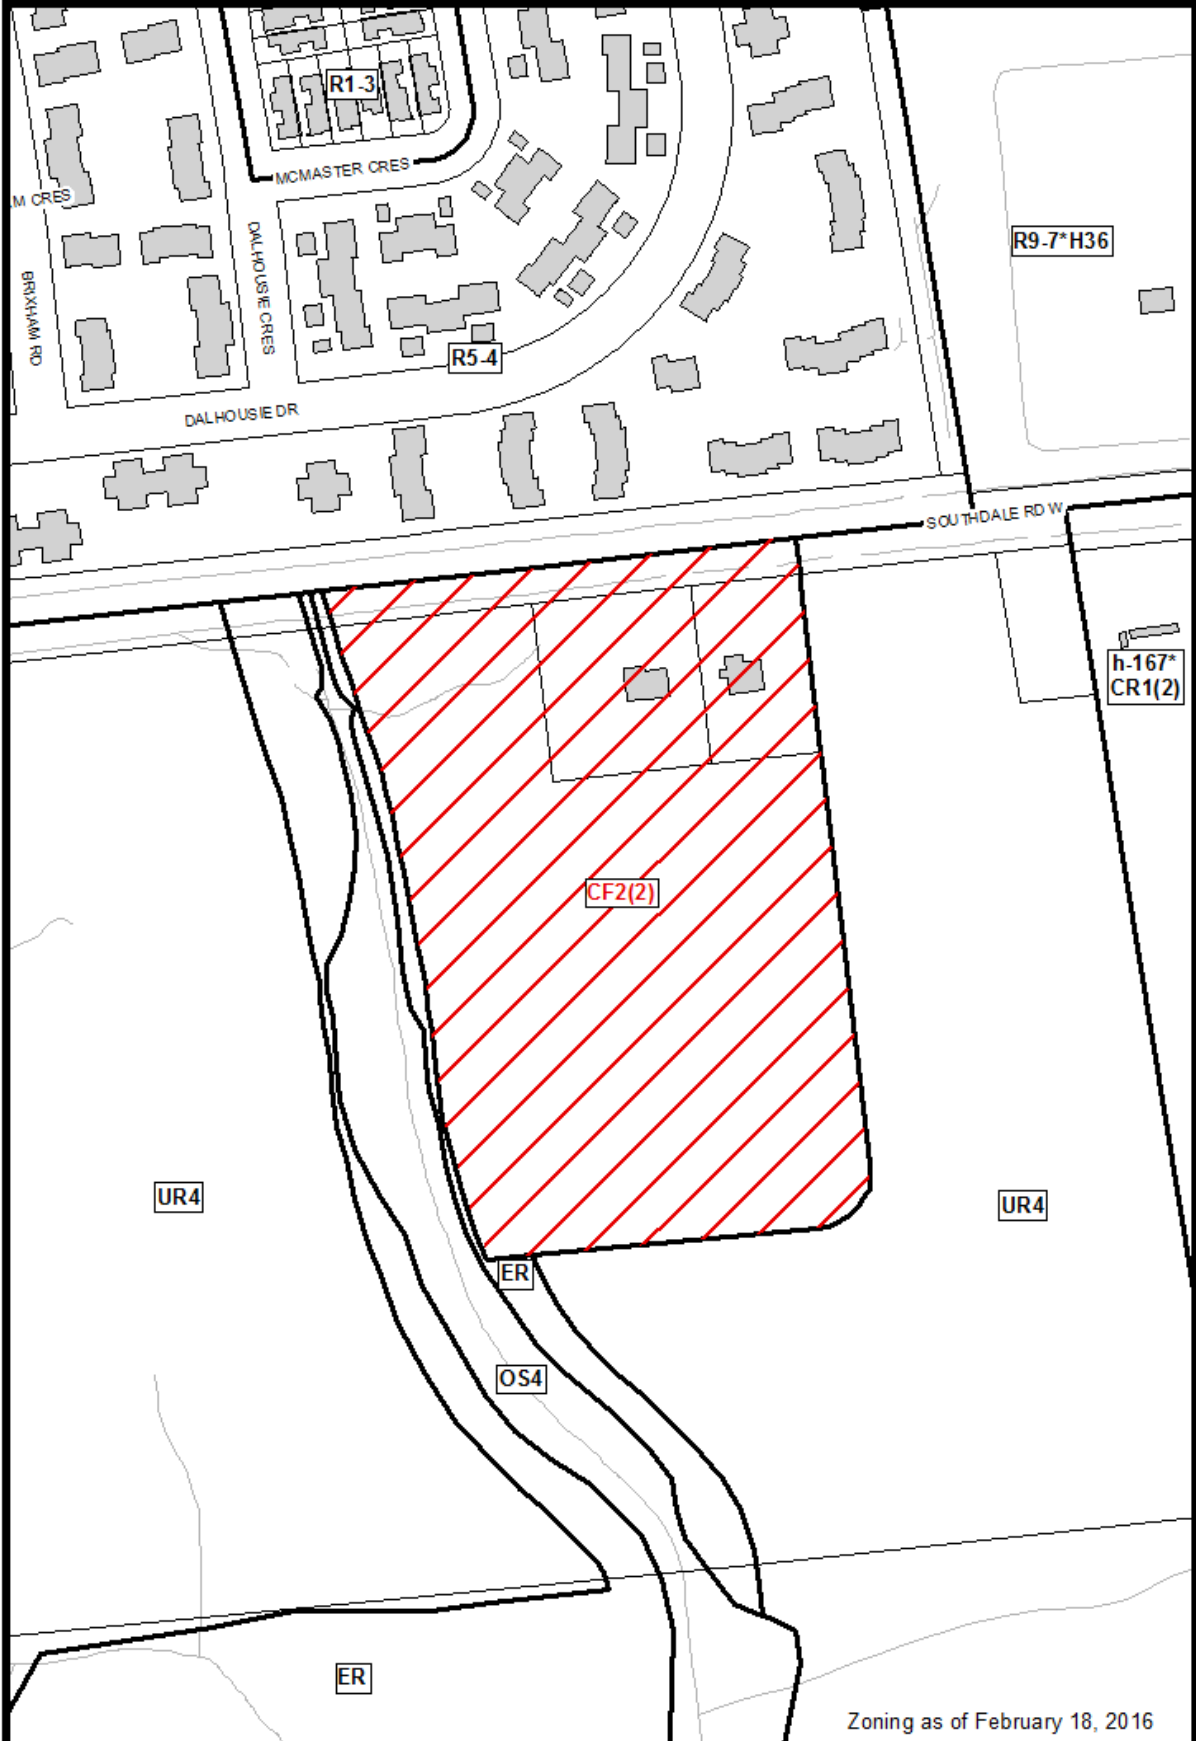 R1-3
MCMASTER CRES
M CRES
DALHOUSIE CRES
R9-7*H36
BRIXHAM RD
R5-4
DALHOUSIE DR
SOUTHDALE RD W
h-167*
CR1(2)
CF2(2)
UR4
UR4
ER
OS4
ER
Zoning as of February 18, 2016